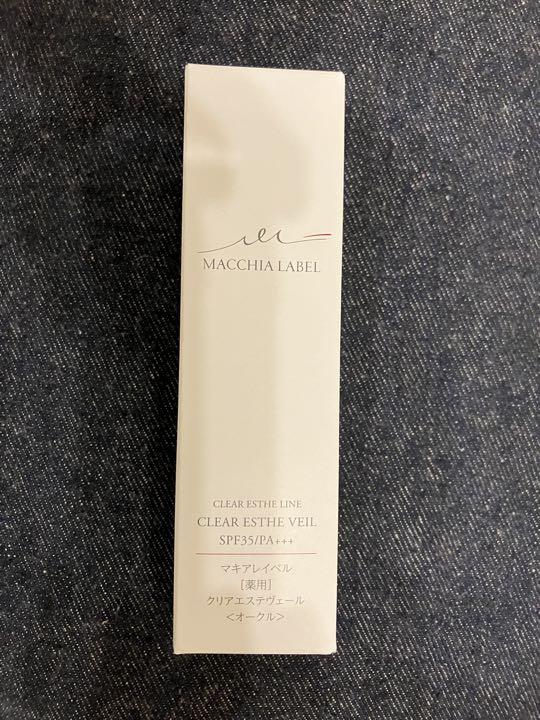 MACCHIA LABEL
CLEAR ESTHE LINE
CLEAR ESTHE VEIL
SPF35/PA+++
マキアレイベル
[薬用]
クリアエステヴェール
<オークル>